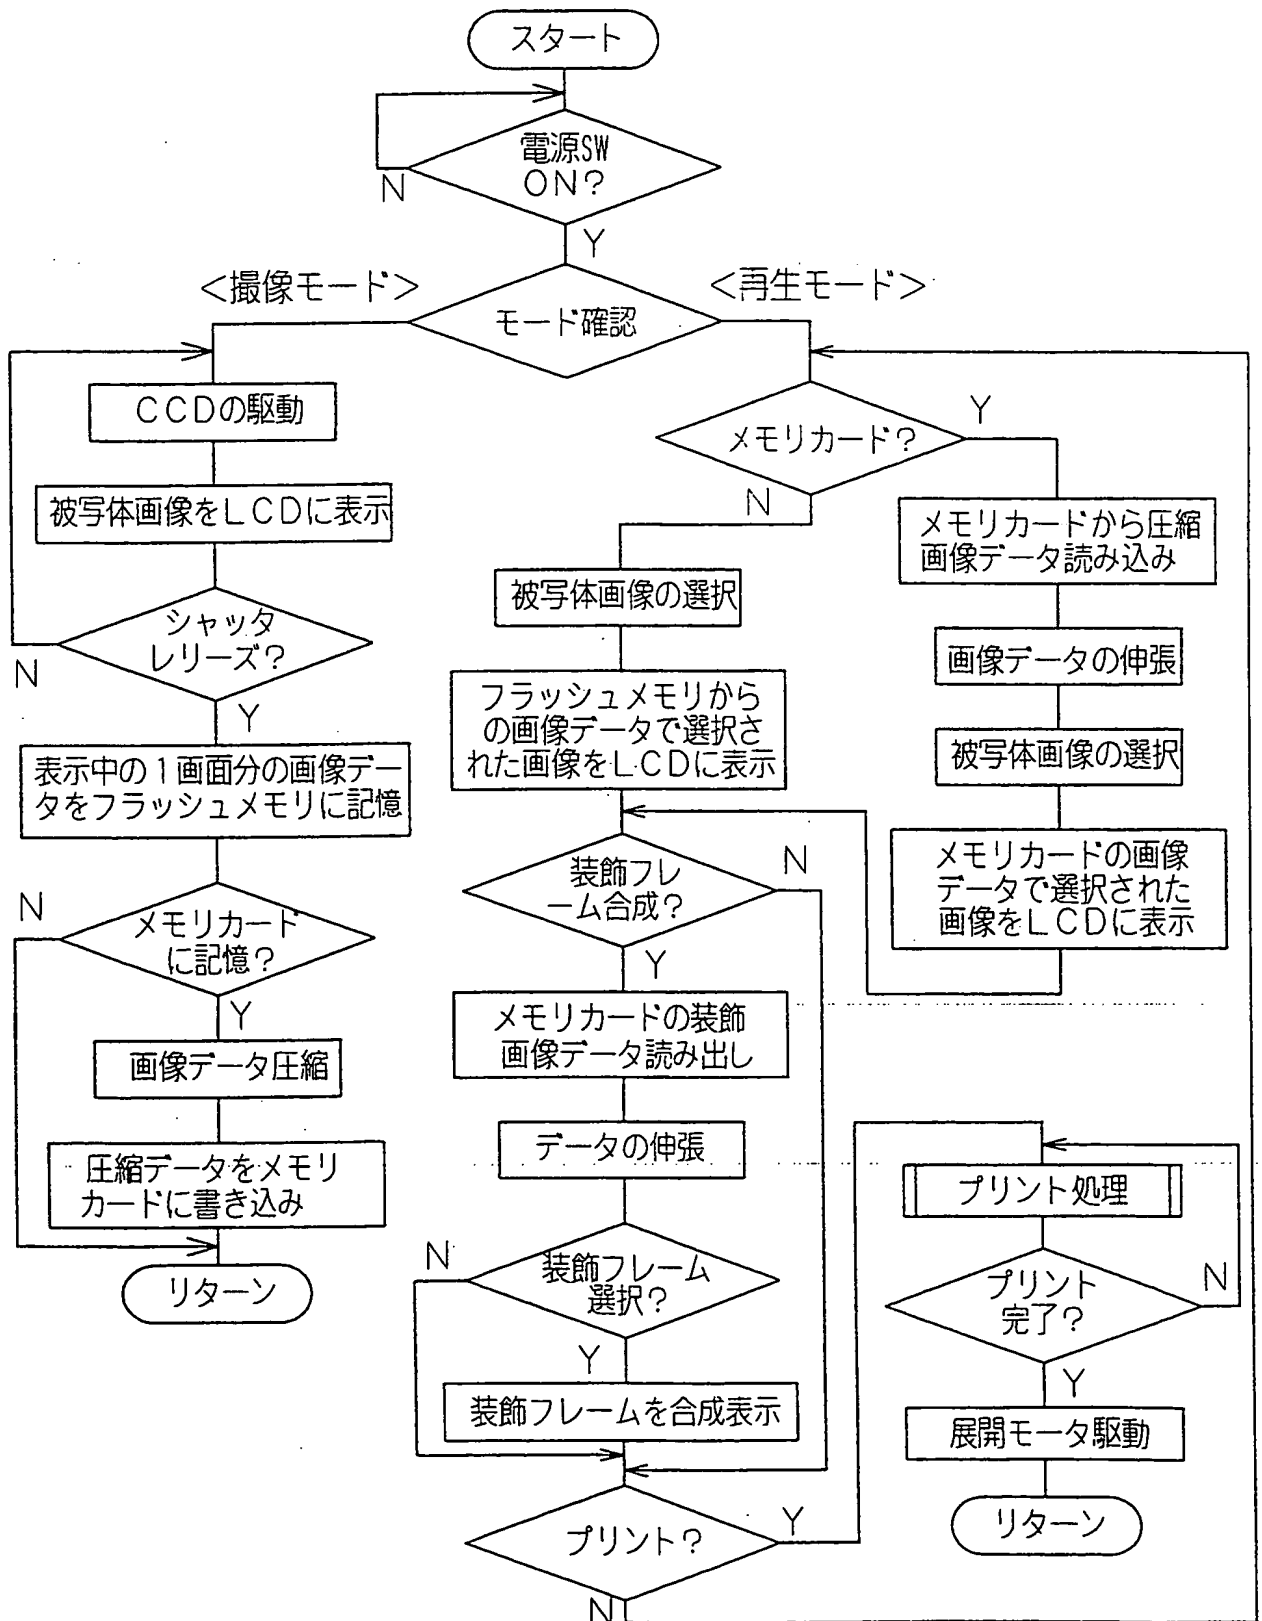 スタート
電源SW
ON?
N
Y
<撮像モード>
<再生モード>
モード確認
CCDの駆動
被写体画像をLCDに表示
シャッタ
レリーズ?
N
Y
表示中の1画面分の画像デー
タをフラッシュメモリに記憶
N
メモリカード
に記憶?
Y
画像データ圧縮
圧縮データをメモリ
カードに書き込み
リターン
メモリカード?
Y
N
被写体画像の選択
フラッシュメモリから
の画像データで選択さ
れた画像をLCDに表示
メモリカードから圧縮
画像データ読み込み
画像データの伸張
被写体画像の選択
メモリカードの画像
データで選択された
画像をLCDに表示
装飾フレ
ーム合成?
N
Y
メモリカードの装飾
画像データ読み出し
データの伸張
N
装飾フレーム
選択?
Y
装飾フレームを合成表示
プリント?
Y
N
プリント処理
プリント
完了?
N
Y
展開モータ駆動
リターン